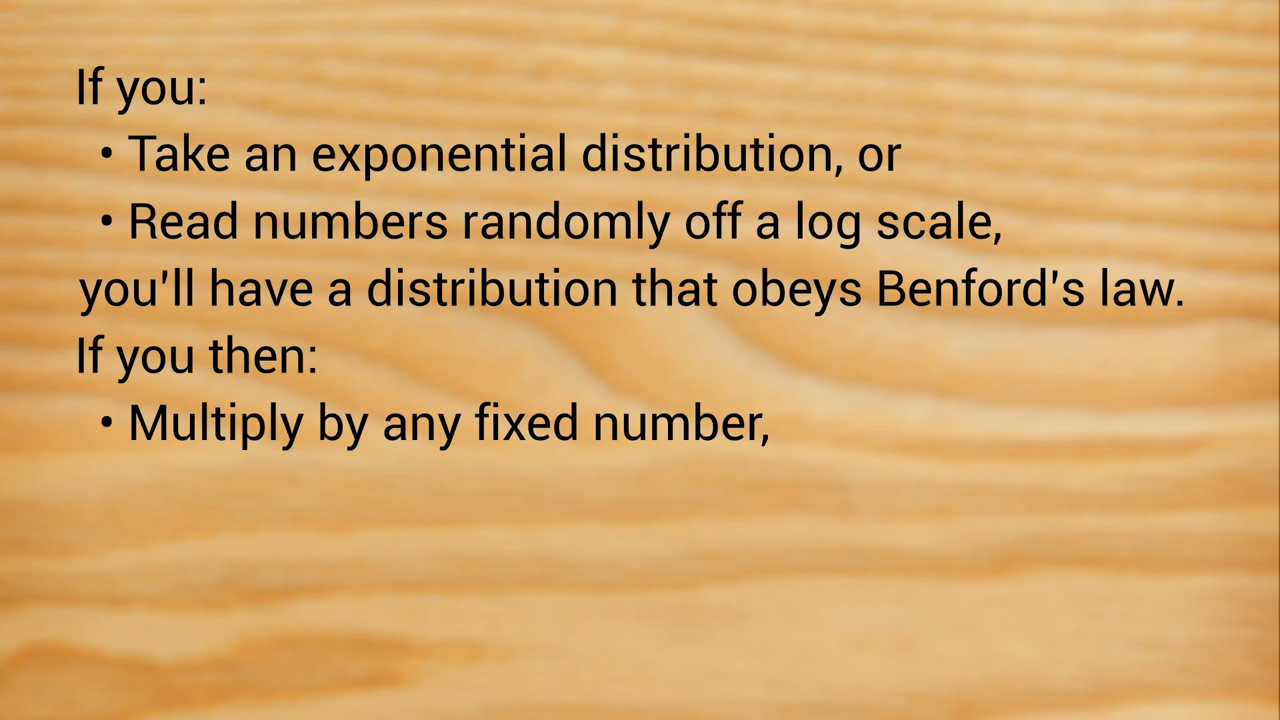 If you:
• Take an exponential distribution, or
• Read numbers randomly off a log scale,
you'll have a distribution that obeys Benford's law.
If you then:
• Multiply by any fixed number,